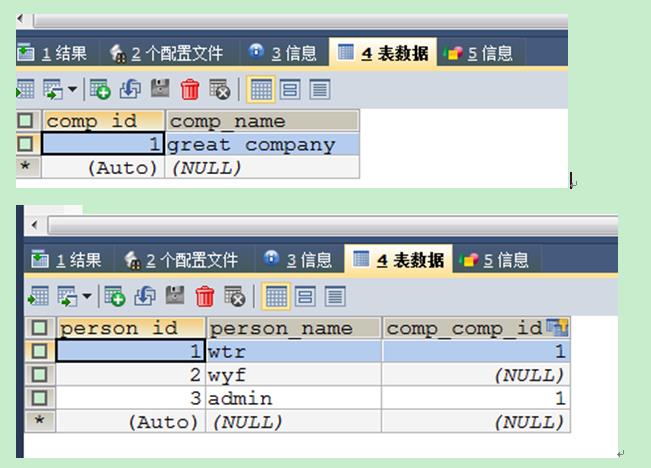 1 结果 2 个配置文件 3 信息 4 表数据 5 信息
comp_id comp_name
1 great company
* (Auto) (NULL)
1 结果 2 个配置文件 3 信息 4 表数据 5 信息
person_id person_name comp_comp_id
1 wtr 1
2 wyf (NULL)
3 admin 1
* (Auto) (NULL) (NULL)